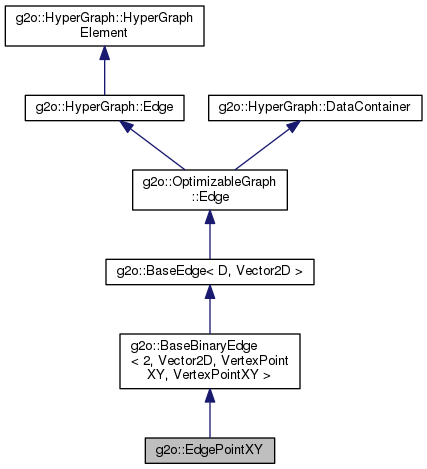 g2o::HyperGraph::HyperGraph
Element
g2o::HyperGraph::Edge
g2o::HyperGraph::DataContainer
g2o::OptimizableGraph
::Edge
g2o::BaseEdge< D, Vector2D >
g2o::BaseBinaryEdge
< 2, Vector2D, VertexPoint
XY, VertexPointXY >
g2o::EdgePointXY